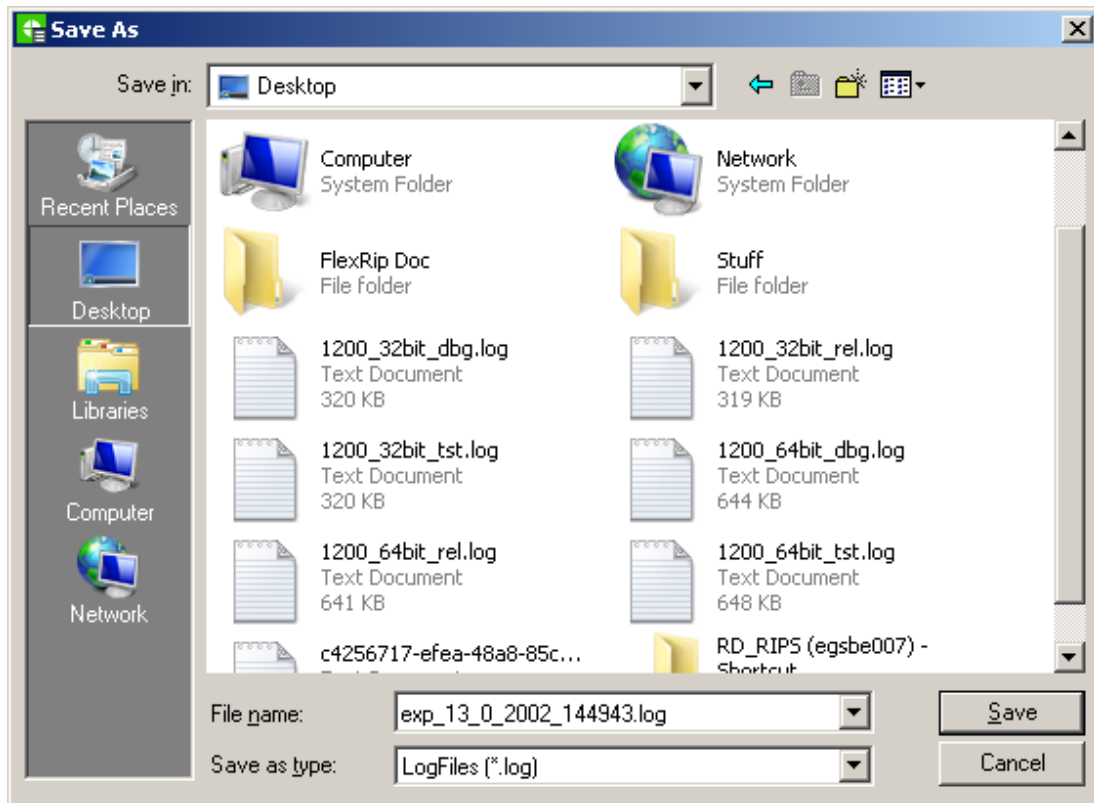 Save As
Save in:
Desktop
Recent Places
Desktop
Libraries
Computer
Network
Computer
System Folder
Network
System Folder
FlexRip Doc
File folder
Stuff
File folder
1200_32bit_dbg.log
Text Document
320 KB
1200_32bit_rel.log
Text Document
319 KB
1200_32bit_tst.log
Text Document
320 KB
1200_64bit_dbg.log
Text Document
644 KB
1200_64bit_rel.log
Text Document
641 KB
1200_64bit_tst.log
Text Document
648 KB
c4256717-efea-48a8-85c...
RD_RIPS (egsbe007) -
Shortcut
File name:
exp_13_0_2002_144943.log
Save
Save as type:
LogFiles (*.log)
Cancel